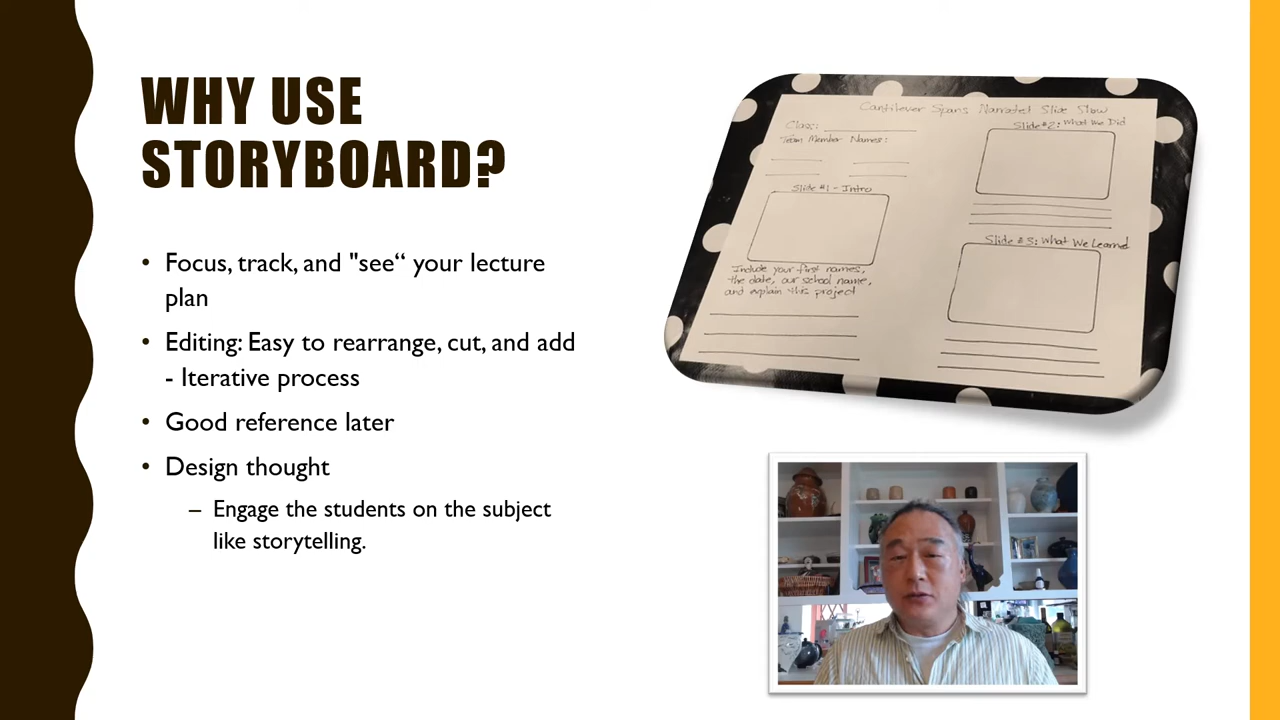 WHY USE
STORYBOARD?
• Focus, track, and "see“ your lecture
plan
• Editing: Easy to rearrange, cut, and add
- Iterative process
• Good reference later
• Design thought
– Engage the students on the subject
like storytelling.
Cantilever Spans Narrated Slide Show
Class:
Team Member Names:
Slide #1 - Intro
Include your first names,
the date, our school name,
and explain this project
Slide #2: What We Did
Slide #3: What We Learned